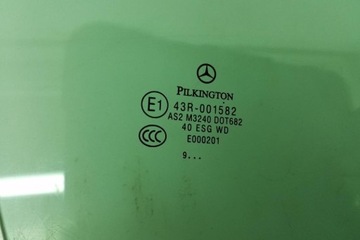 PILKINGTON
E1 43R-001582
AS2 M3240 DOT682
CCC 40 ESG WD
E000201
9...